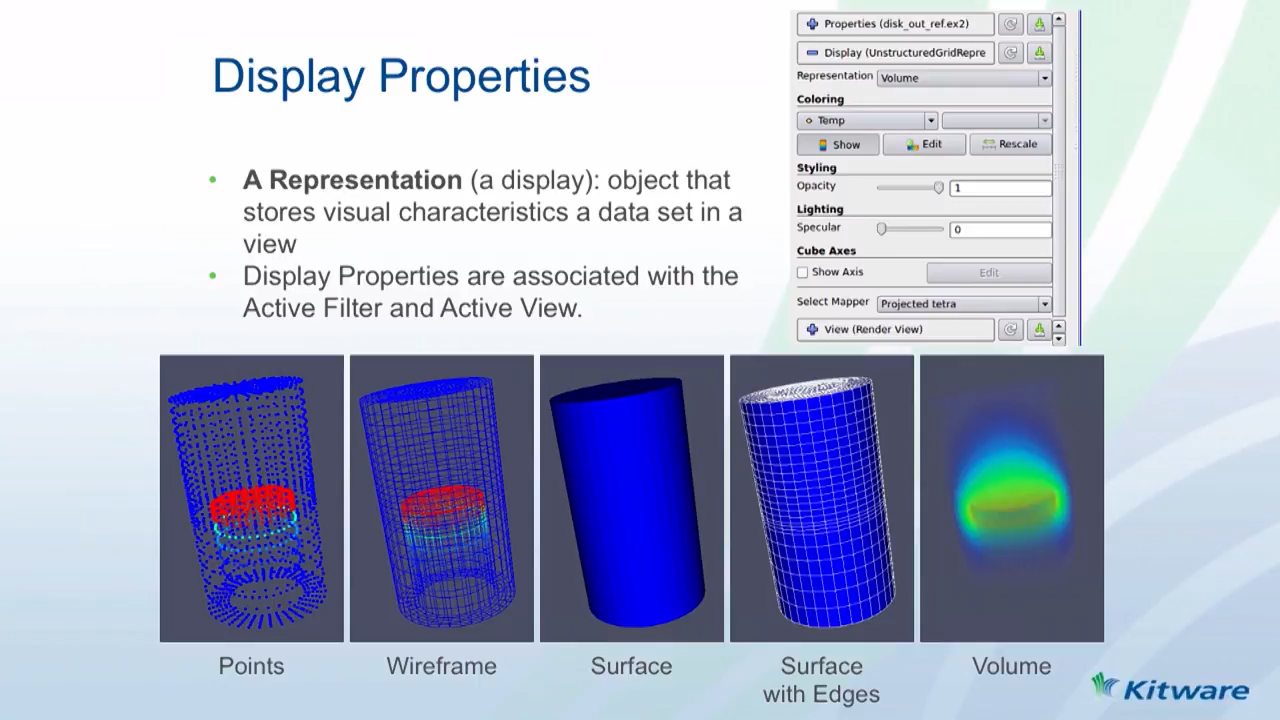 Display Properties
• A Representation (a display): object that
stores visual characteristics a data set in a
view
• Display Properties are associated with the
Active Filter and Active View.
Properties (disk_out_ref.ex2)
Display (UnstructuredGridRepre
Representation Volume
Coloring
Temp
Show Edit Rescale
Styling
Opacity 1
Lighting
Specular 0
Cube Axes
Show Axis Edit
Select Mapper Projected tetra
View (Render View)
Points
Wireframe
Surface
Surface
with Edges
Volume
Kitware